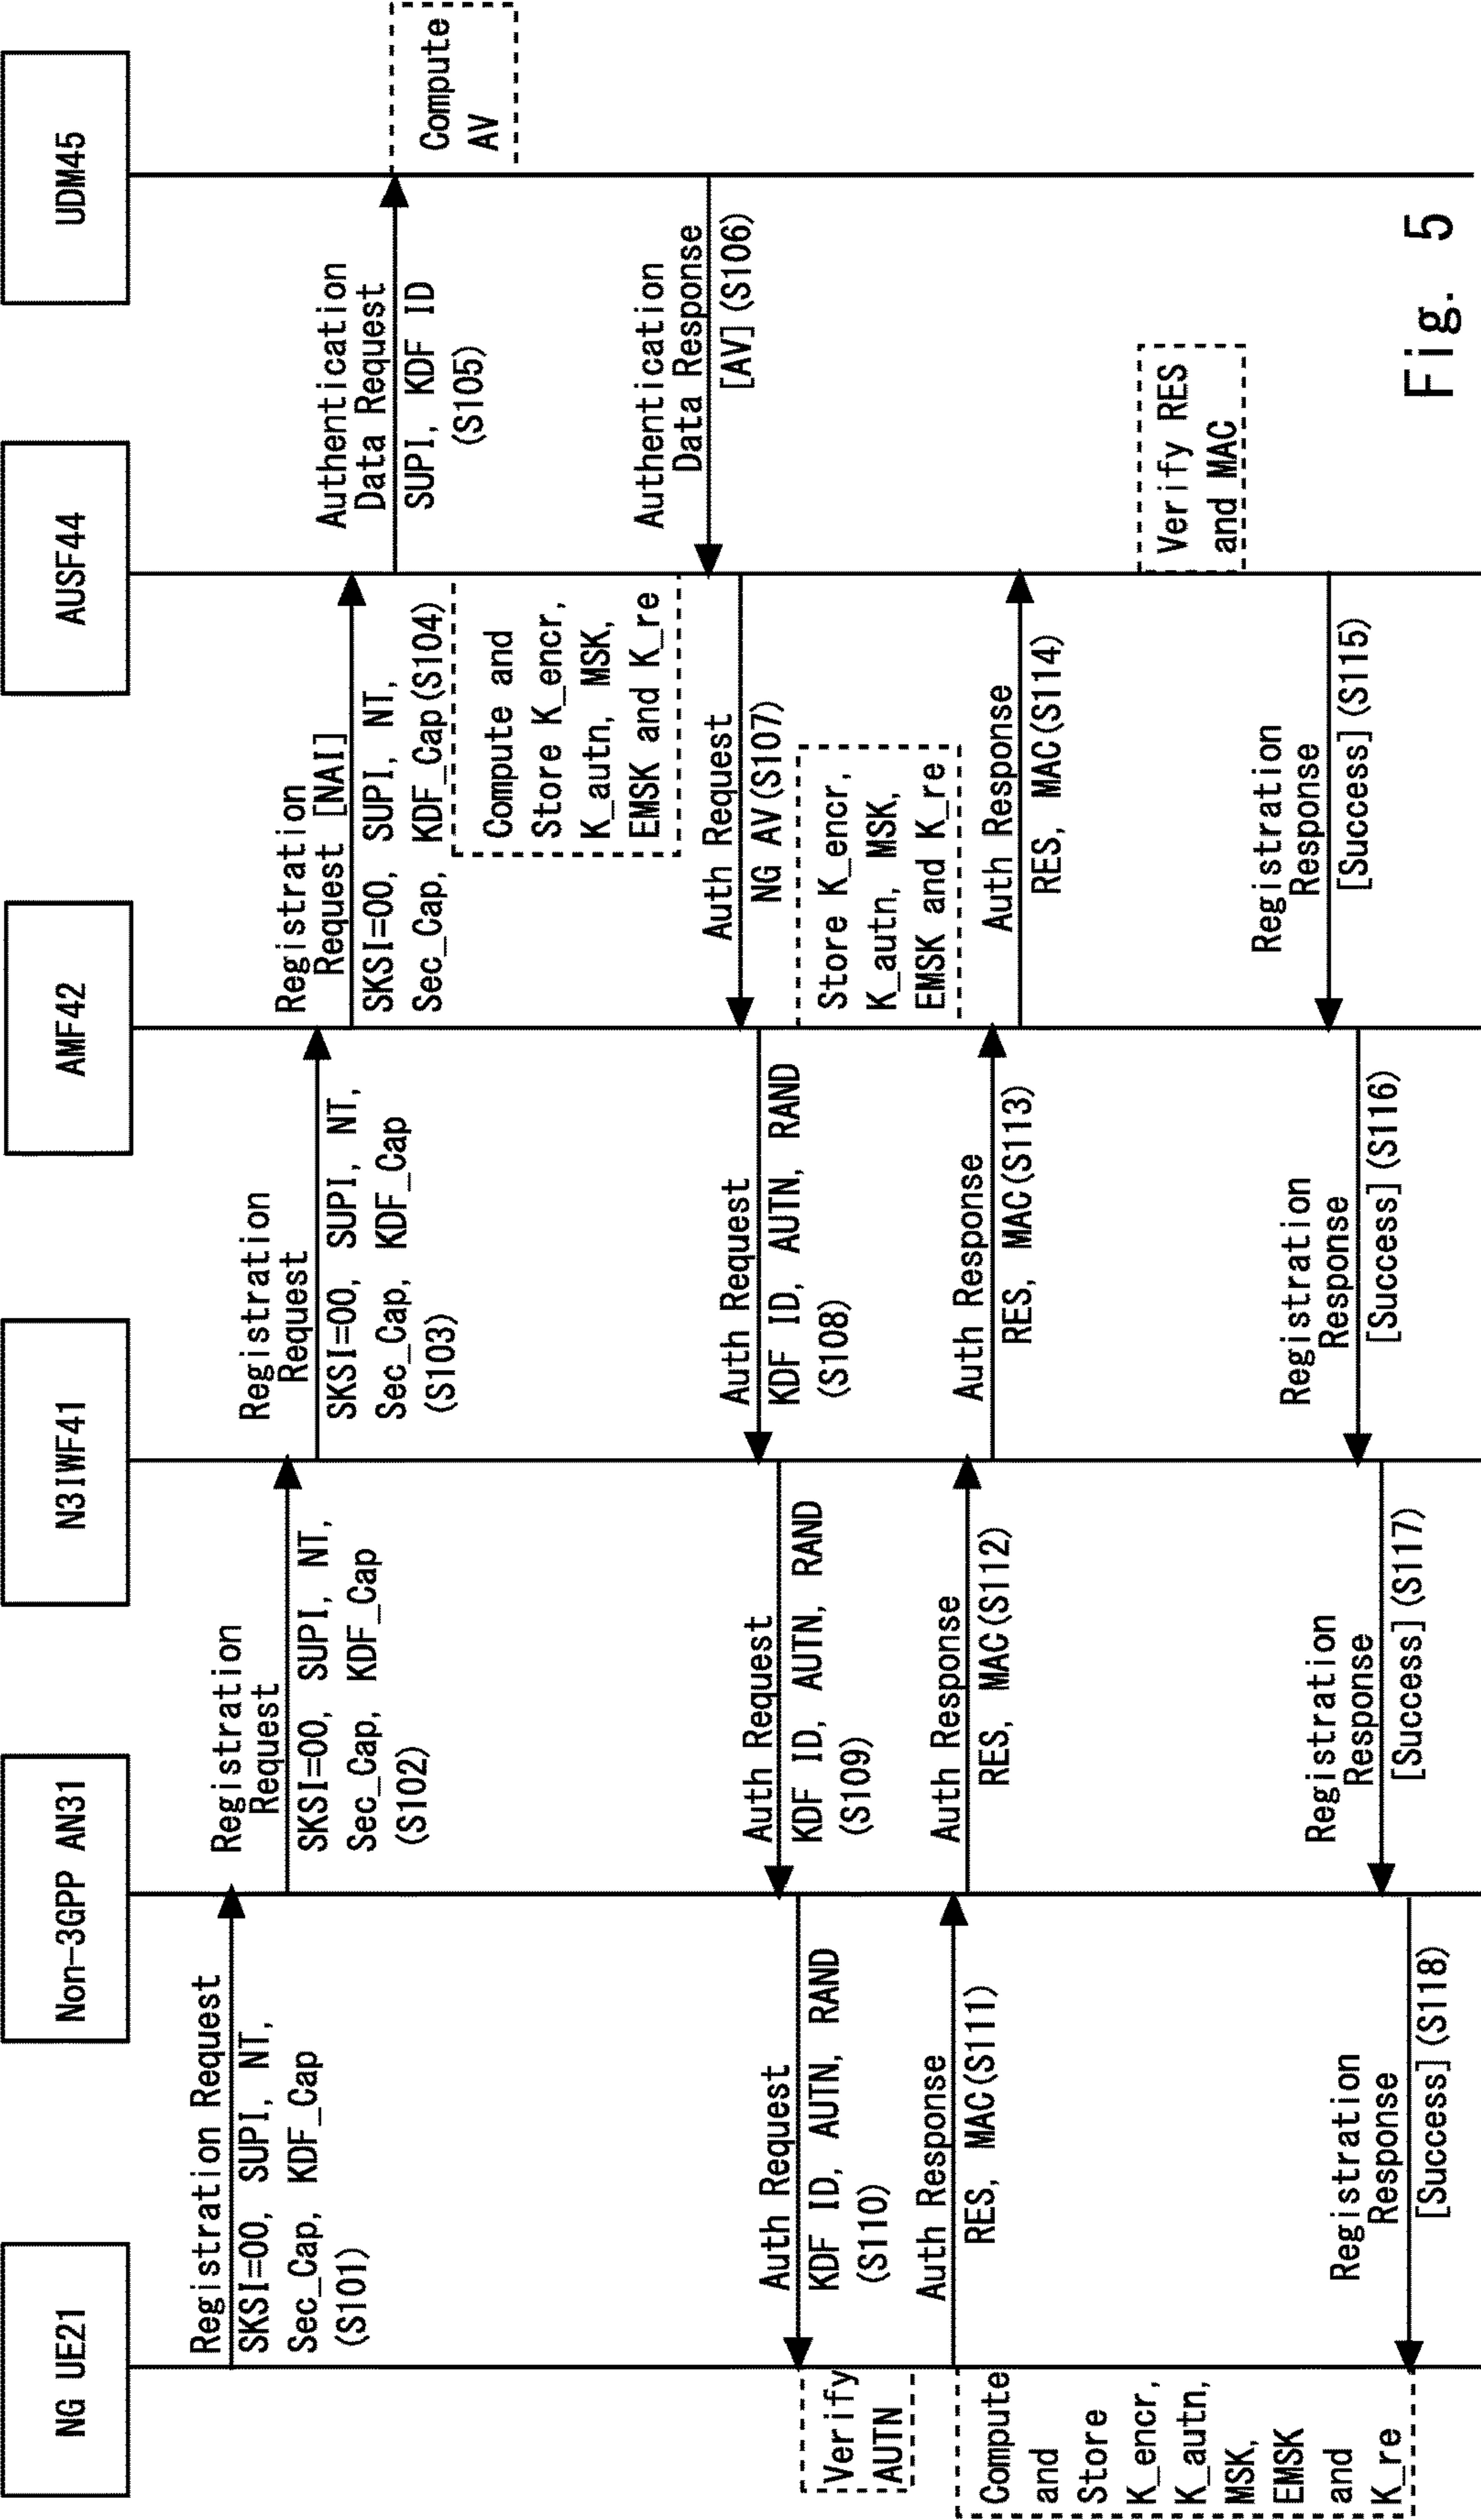 NG UE21
Non-3GPP AN31
N3IWF41
AMF42
AUSF44
UDM45
Registration Request
SKSI=00, SUPI, NT,
Sec_Cap, KDF_Cap
(S101)
Registration
Request
SKSI=00, SUPI, NT,
Sec_Cap, KDF_Cap
(S102)
Registration
Request
SKSI=00, SUPI, NT,
Sec_Cap, KDF_Cap
(S103)
Registration
Request [NAI]
SKSI=00, SUPI, NT,
Sec_Cap, KDF_Cap(S104)
Authentication
Data Request
SUPI, KDF ID
(S105)
Compute
AV
Authentication
Data Response
[AV](S106)
Compute and
Store K_encr,
K_autn, MSK,
EMSK and K_re
Auth Request
NG AV(S107)
Store K_encr,
K_autn, MSK,
EMSK and K_re
Auth Request
KDF ID, AUTN, RAND
(S108)
Auth Request
KDF ID, AUTN, RAND
(S109)
Auth Request
KDF ID, AUTN, RAND
(S110)
Verify
AUTN
Compute
and
Store
K_encr,
K_autn,
MSK,
EMSK
and
K_re
Auth Response
RES, MAC(S111)
Auth Response
RES, MAC(S112)
Auth Response
RES, MAC(S113)
Auth Response
RES, MAC(S114)
Verify RES
and MAC
Registration
Response
[Success](S115)
Registration
Response
[Success](S116)
Registration
Response
[Success](S117)
Registration
Response
[Success](S118)
Fig. 5